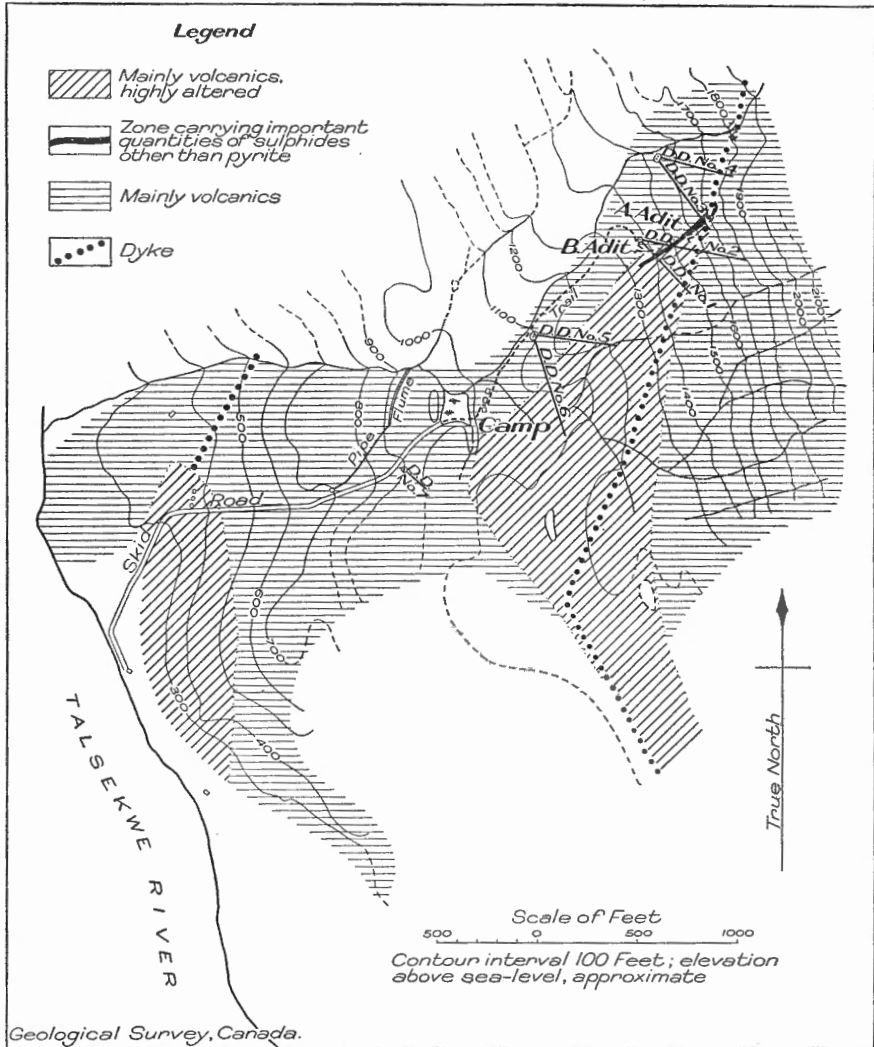 Legend
Mainly volcanics,
highly altered
Zone carrying important
quantities of sulphides
other than pyrite
Mainly volcanics
Dyke
1700
1800
D.D. No. 4
D.D. No. 3
1900
A. Adit
B. Adit
D.D. No. 2
D.D. No. 1
1200
1100
Trail
1300
2000
2100
1600
1500
1400
900
1000
D.D. No. 5
D.D. No. 6
Flume
Camp
800
500
Pipe
D.D.
No. 7
Skid Road
600
700
300
400
TALSEKWE RIVER
True North
Scale of Feet
500 0 500 1000
Contour interval 100 Feet; elevation
above sea-level, approximate
Geological Survey, Canada.